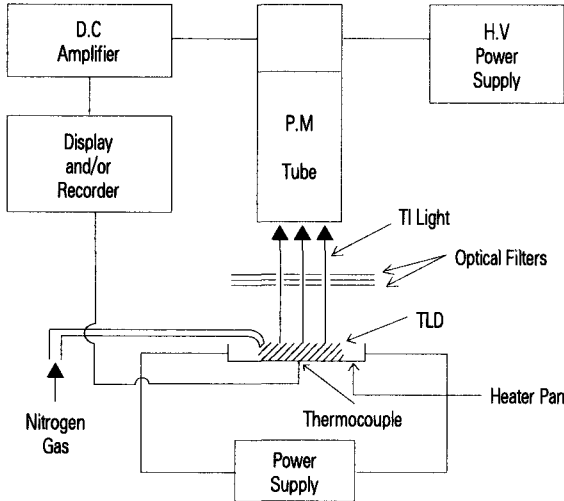 D.C
Amplifier
H.V
Power
Supply
P.M
Tube
Display
and/or
Recorder
Tl Light
Optical Filters
TLD
Nitrogen
Gas
Thermocouple
Heater Pan
Power
Supply